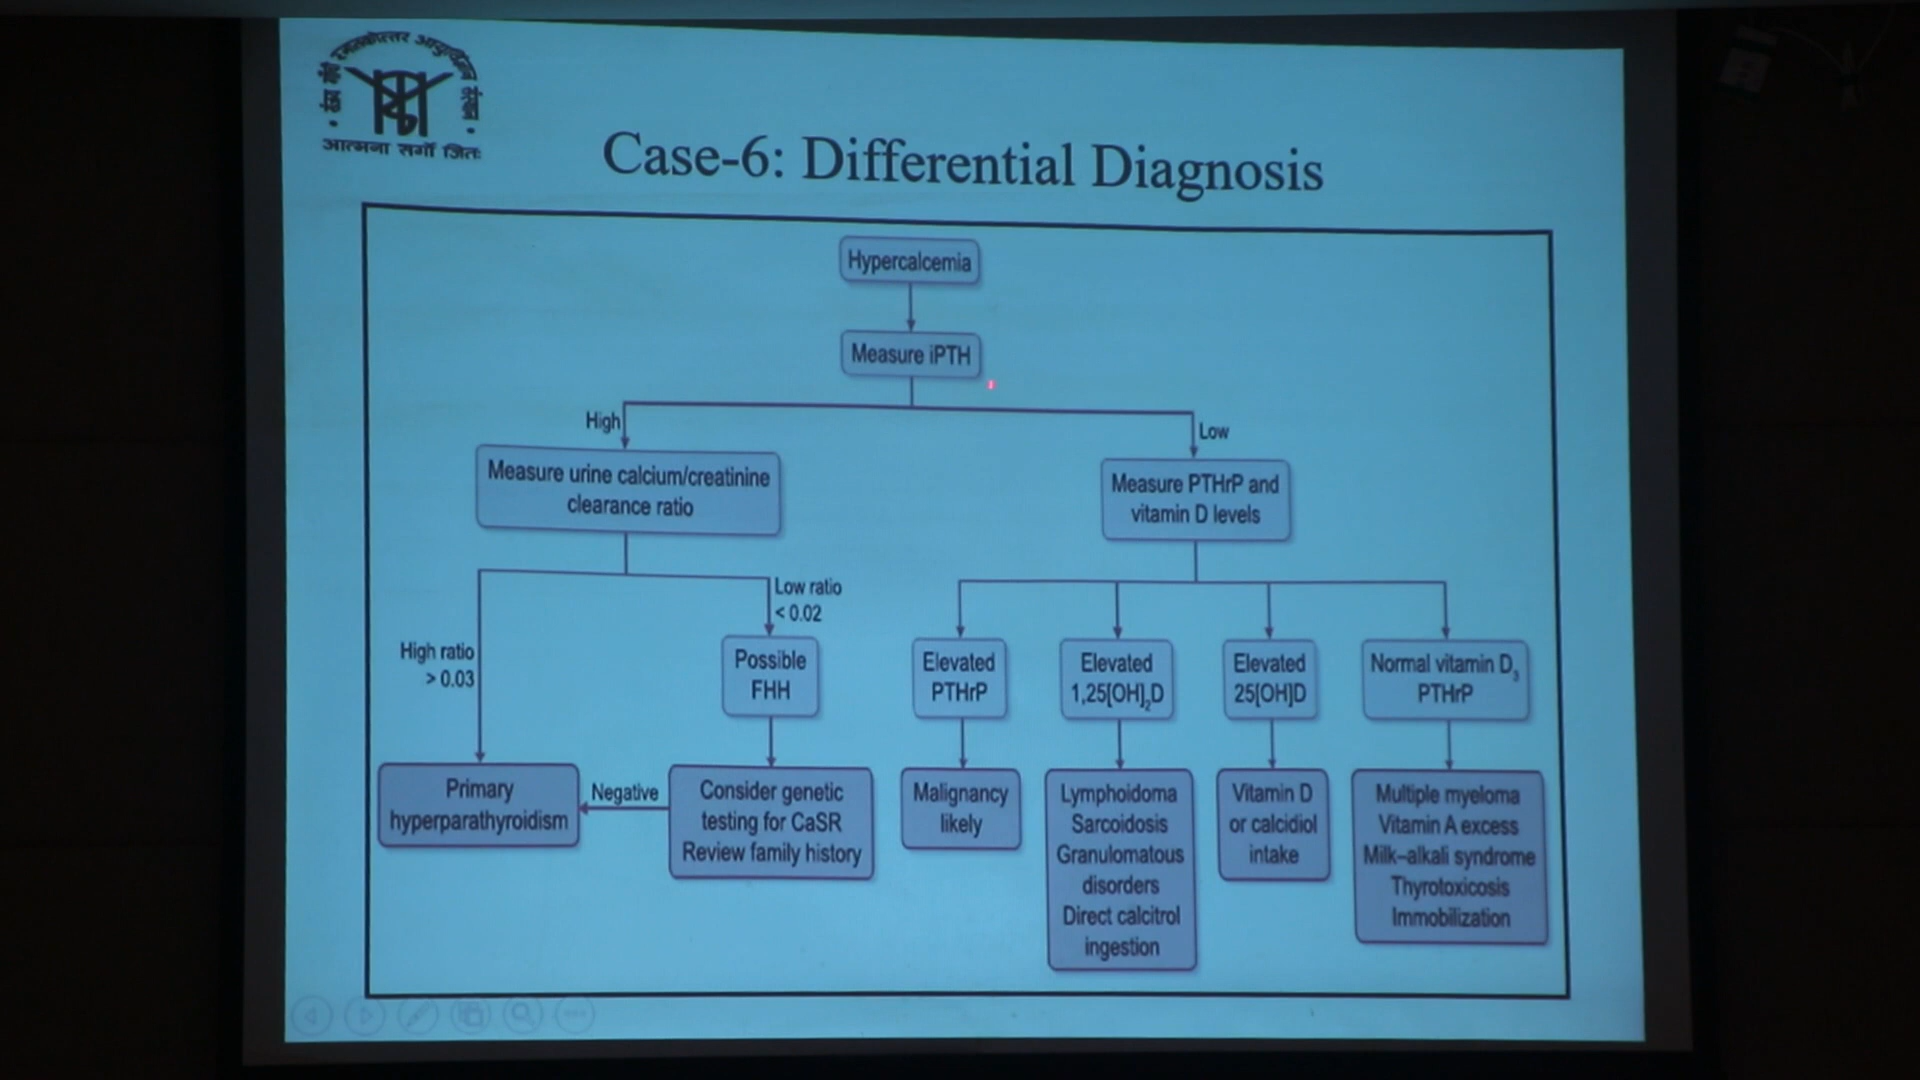 आत्मना सर्गो जितः
Case-6: Differential Diagnosis
Hypercalcemia
Measure iPTH
High
Low
Measure urine calcium/creatinine
clearance ratio
Measure PTHrP and
vitamin D levels
High ratio
> 0.03
Low ratio
< 0.02
Possible
FHH
Elevated
PTHrP
Elevated
1,25[OH]₂D
Elevated
25[OH]D
Normal vitamin D₃
PTHrP
Primary
hyperparathyroidism
Negative
Consider genetic
testing for CaSR
Review family history
Malignancy
likely
Lymphoidoma
Sarcoidosis
Granulomatous
disorders
Direct calcitrol
ingestion
Vitamin D
or calcidiol
intake
Multiple myeloma
Vitamin A excess
Milk–alkali syndrome
Thyrotoxicosis
Immobilization